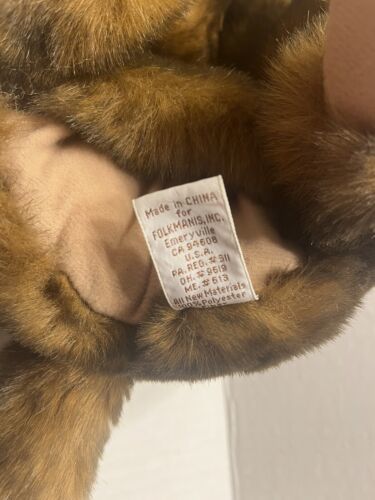 Made in CHINA
for
FOLKMANIS, INC.
Emeryville
CA 94608
U.S.A.
PA. REG. # 311
OH. # 9619
ME. # 613
All New Materials
100% Polyester